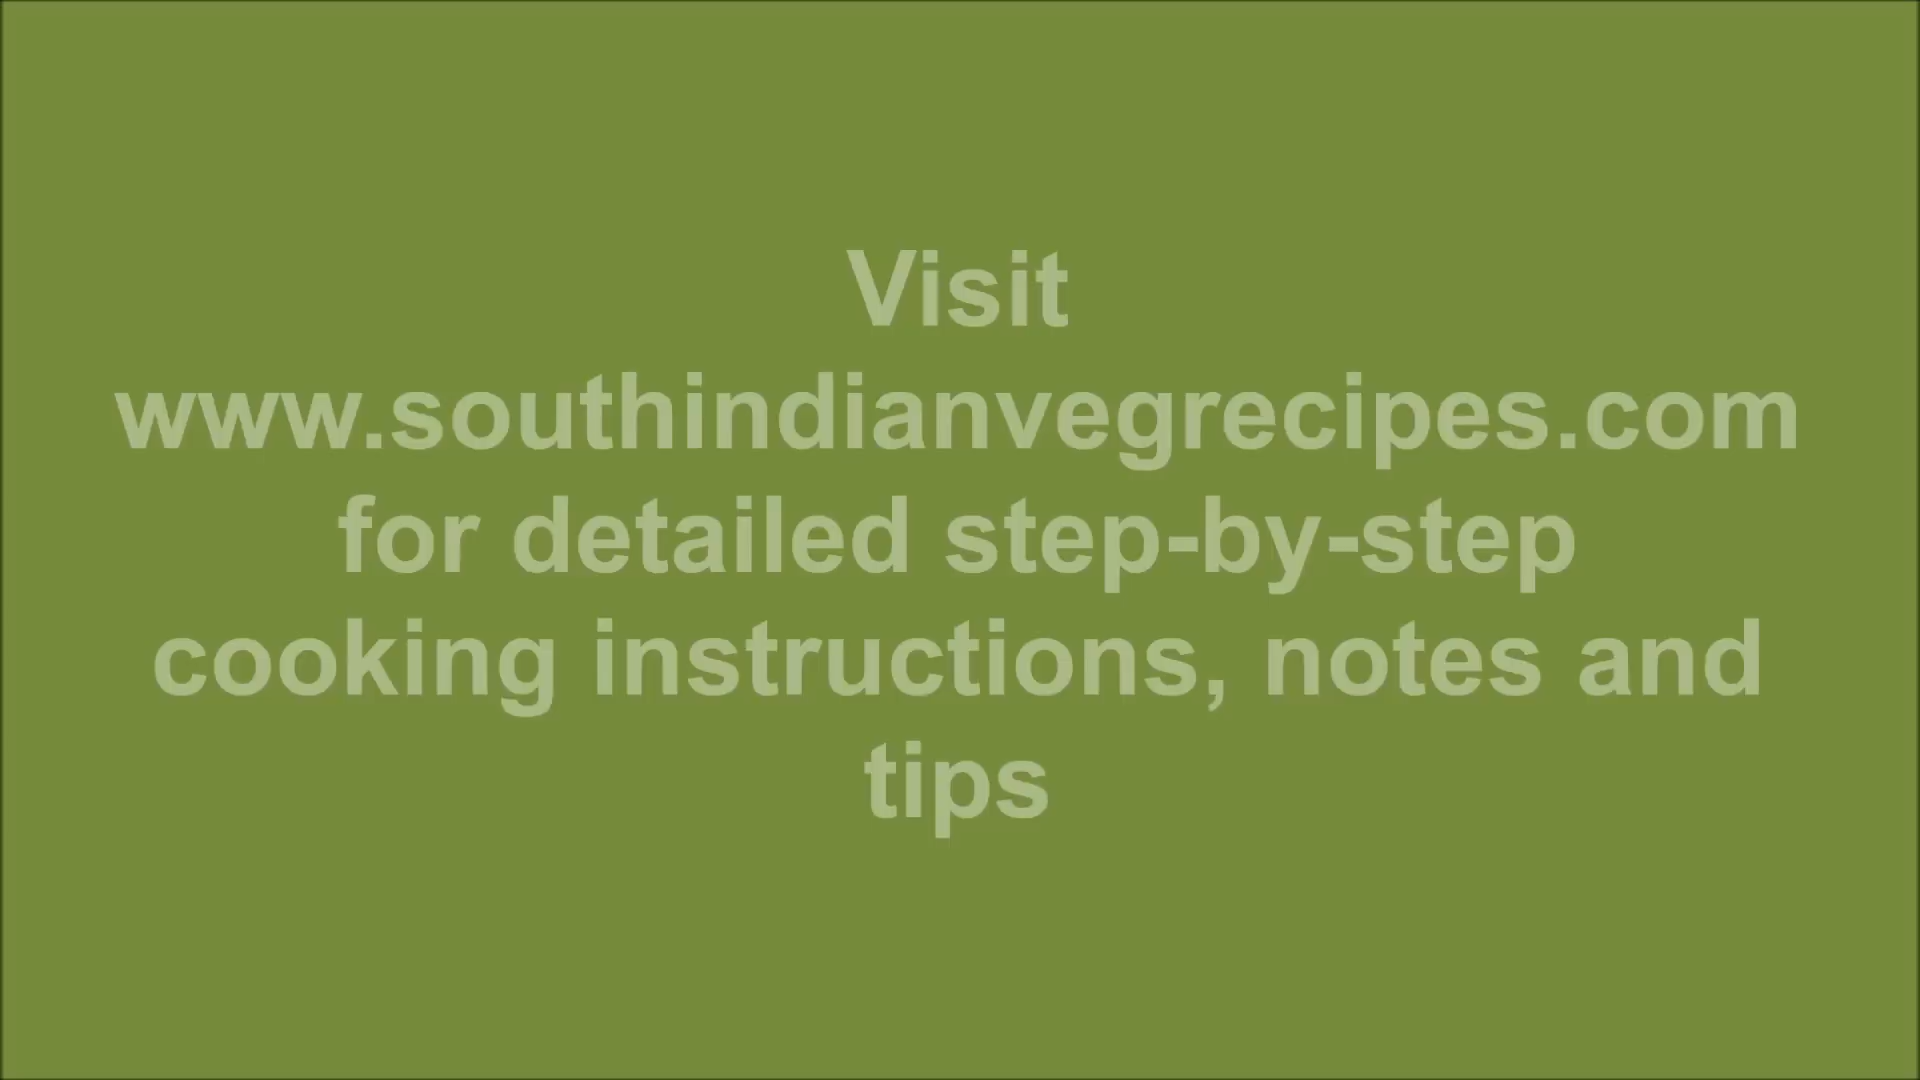 Visit
www.southindianvegrecipes.com
for detailed step-by-step
cooking instructions, notes and
tips